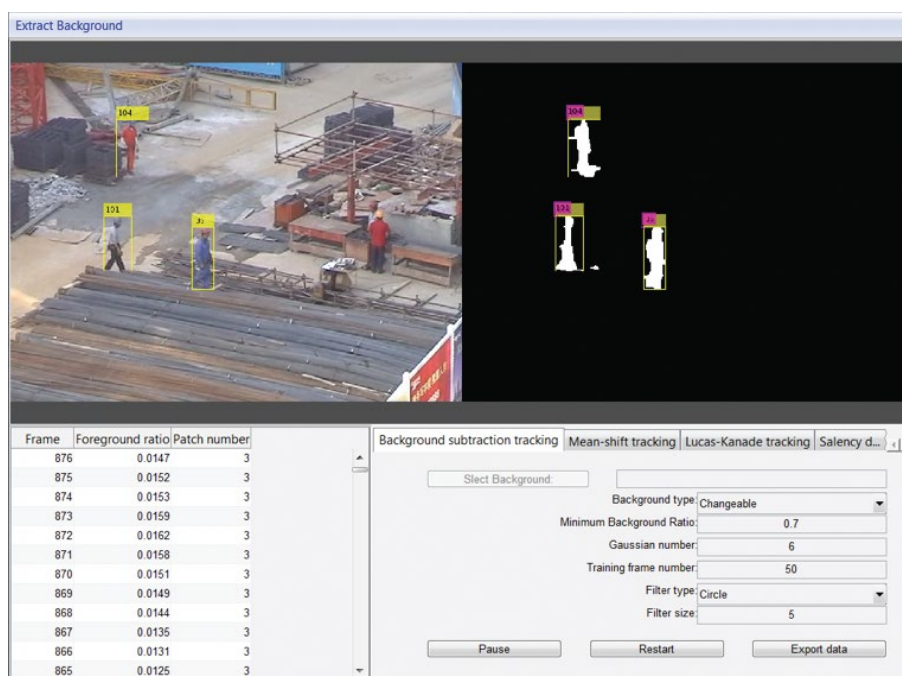 Extract Background
104
101
104
101
Frame Foreground ratio Patch number
876 0.0147 3
875 0.0152 3
874 0.0153 3
873 0.0159 3
872 0.0162 3
871 0.0158 3
870 0.0151 3
869 0.0149 3
868 0.0144 3
867 0.0135 3
866 0.0131 3
865 0.0125 3
Background subtraction tracking Mean-shift tracking Lucas-Kanade tracking Salency d...
Slect Background:
Background type: Changeable
Minimum Background Ratio: 0.7
Gaussian number: 6
Training frame number: 50
Filter type: Circle
Filter size: 5
Pause Restart Export data